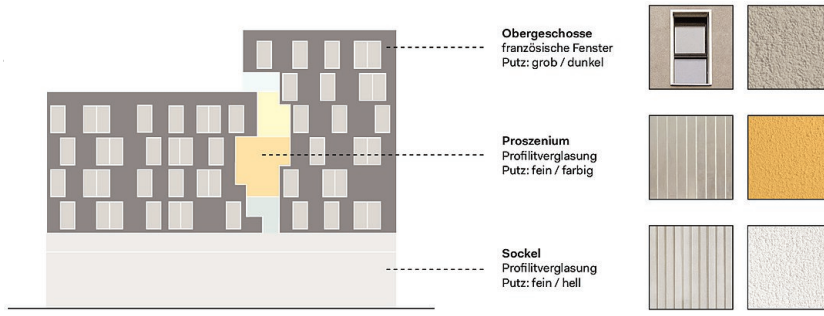 Obergeschosse
französische Fenster
Putz: grob / dunkel
Proszenium
Profilitverglasung
Putz: fein / farbig
Sockel
Profilitverglasung
Putz: fein / hell